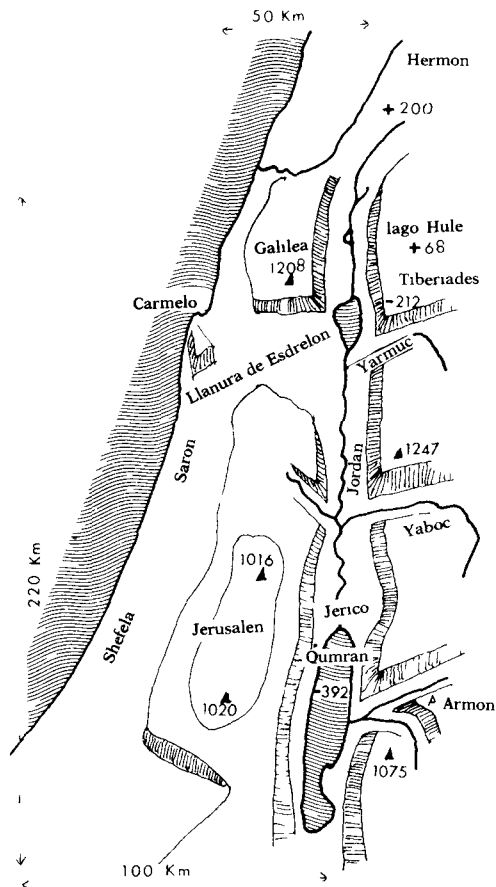 50 Km
Hermon
+ 200
lago Hule
+ 68
Galilea
1208
Tiberiades
-212
Carmelo
Llanura de Esdrelon
Yarmuc
Saron
Jordan
1247
Yaboc
1016
220 Km
Shefela
Jerico
Jerusalen
Qumran
-392
1020
Armon
1075
100 Km